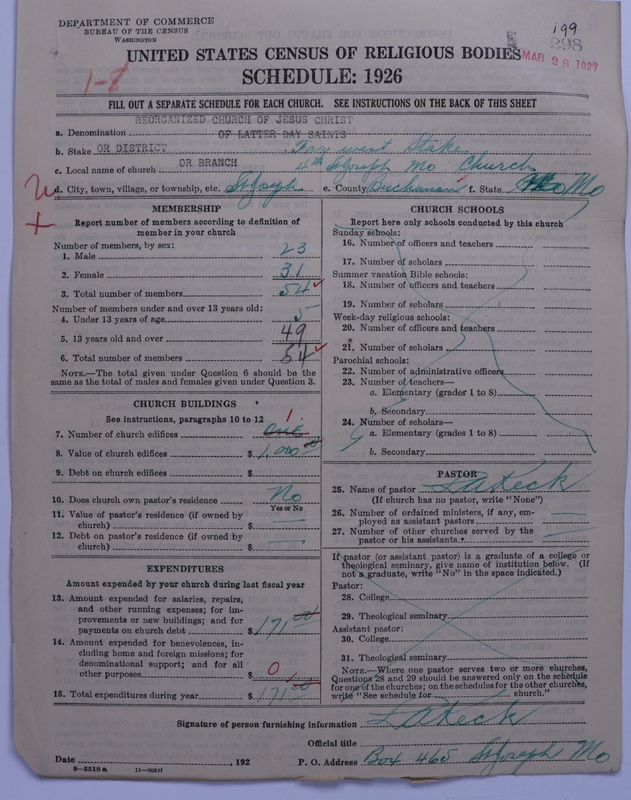 DEPARTMENT OF COMMERCE
BUREAU OF THE CENSUS
WASHINGTON
199
298
MAR 28 1927
UNITED STATES CENSUS OF RELIGIOUS BODIES
SCHEDULE: 1926
1-8
FILL OUT A SEPARATE SCHEDULE FOR EACH CHURCH. SEE INSTRUCTIONS ON THE BACK OF THIS SHEET
REORGANIZED CHURCH OF JESUS CHRIST
a. Denomination OF LATTER DAY SAINTS
b. Stake OR DISTRICT Far west Stake
c. Local name of church OR BRANCH 4th St Joseph Mo Church
d. City, town, village, or township, etc. St Joseph e. County Buchanan f. State Mo
MEMBERSHIP
Report number of members according to definition of
member in your church
Number of members, by sex:
1. Male 23
2. Female 31
3. Total number of members 54
Number of members under and over 13 years old:
4. Under 13 years of age 5
5. 13 years old and over 49
6. Total number of members 54
NOTE.—The total given under Question 6 should be
same as the total of males and females given under Question 3.
CHURCH BUILDINGS
See instructions, paragraphs 10 to 12
7. Number of church edifices One 1
8. Value of church edifices $ 1,000 00
9. Debt on church edifices $
10. Does church own pastor's residence No
Yes or No
11. Value of pastor's residence (if owned by
church) $
12. Debt on pastor's residence (if owned by
church) $
EXPENDITURES
Amount expended by your church during last fiscal year
13. Amount expended for salaries, repairs,
and other running expenses; for im-
provements or new buildings; and for
payments on church debt $ 171 00
14. Amount expended for benevolences, in-
cluding home and foreign missions; for
denominational support; and for all
other purposes $ 0
15. Total expenditures during year $ 171 00
CHURCH SCHOOLS
Report here only schools conducted by this church
Sunday schools:
16. Number of officers and teachers
17. Number of scholars
Summer vacation Bible schools:
18. Number of officers and teachers
19. Number of scholars
Week-day religious schools:
20. Number of officers and teachers
21. Number of scholars
Parochial schools:
22. Number of administrative officers
23. Number of teachers—
a. Elementary (grades 1 to 8)
b. Secondary
24. Number of scholars—
a. Elementary (grades 1 to 8)
b. Secondary
PASTOR
25. Name of pastor L A Keck
(If church has no pastor, write "None")
26. Number of ordained ministers, if any, em-
ployed as assistant pastors
27. Number of other churches served by the
pastor or his assistants
If pastor (or assistant pastor) is a graduate of a college or
theological seminary, give name of institution below. (If
not a graduate, write "No" in the space indicated.)
Pastor:
28. College
29. Theological seminary
Assistant pastor:
30. College
31. Theological seminary
NOTE.—Where one pastor serves two or more churches,
Questions 28 and 29 should be answered only on the schedule
for one of the churches; on the schedules for the other churches,
write "See schedule for church."
Signature of person furnishing information L A Keck
Official title
Date , 192 P. O. Address Box 465 St Joseph Mo
8—5518a